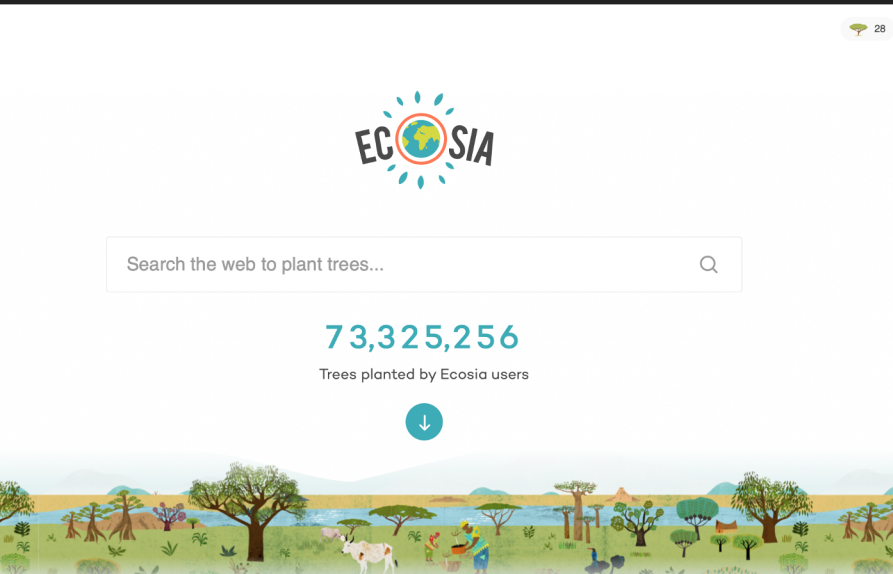 28
ECOSIA
Search the web to plant trees...
73,325,256
Trees planted by Ecosia users